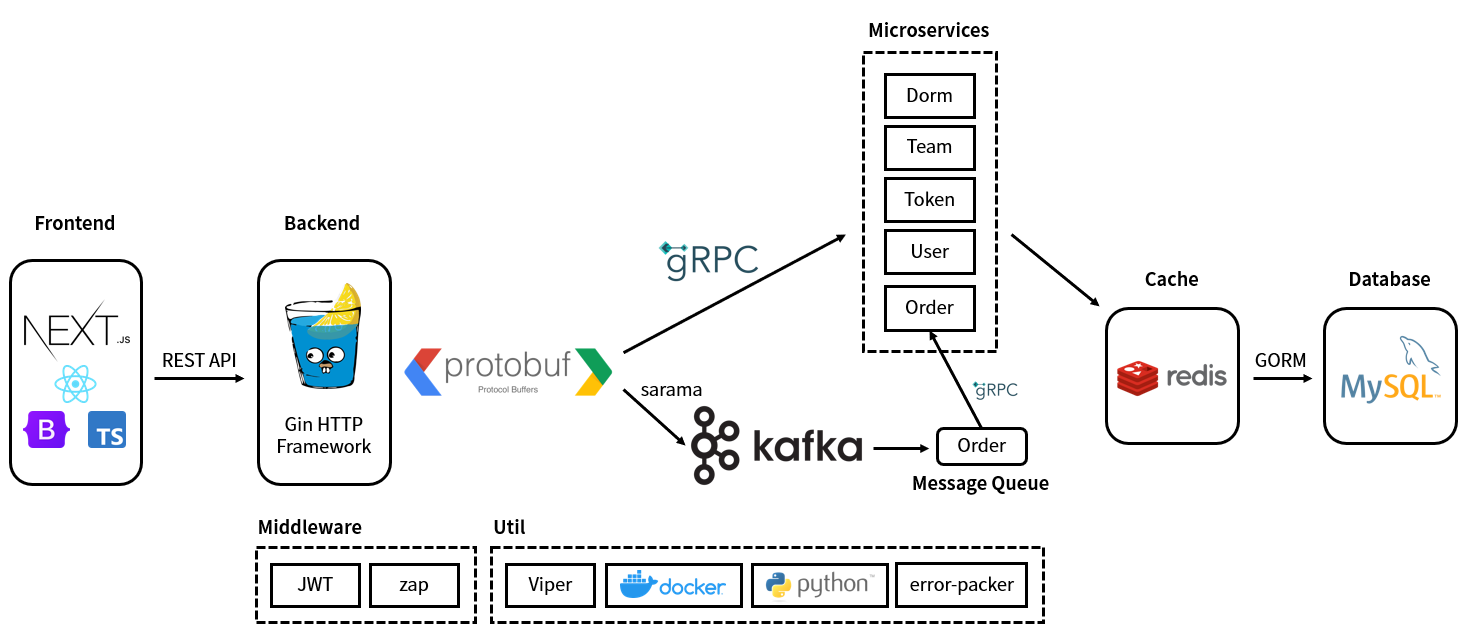 Microservices
Dorm
Team
Token
User
Order
Frontend
NEXT.JS
B
TS
REST API
Backend
Gin HTTP
Framework
protobuf
Protocol Buffers
gRPC
sarama
kafka
gRPC
Order
Message Queue
Cache
redis
GORM
Database
MySQL™
Middleware
JWT
zap
Util
Viper
docker
python™
error-packer